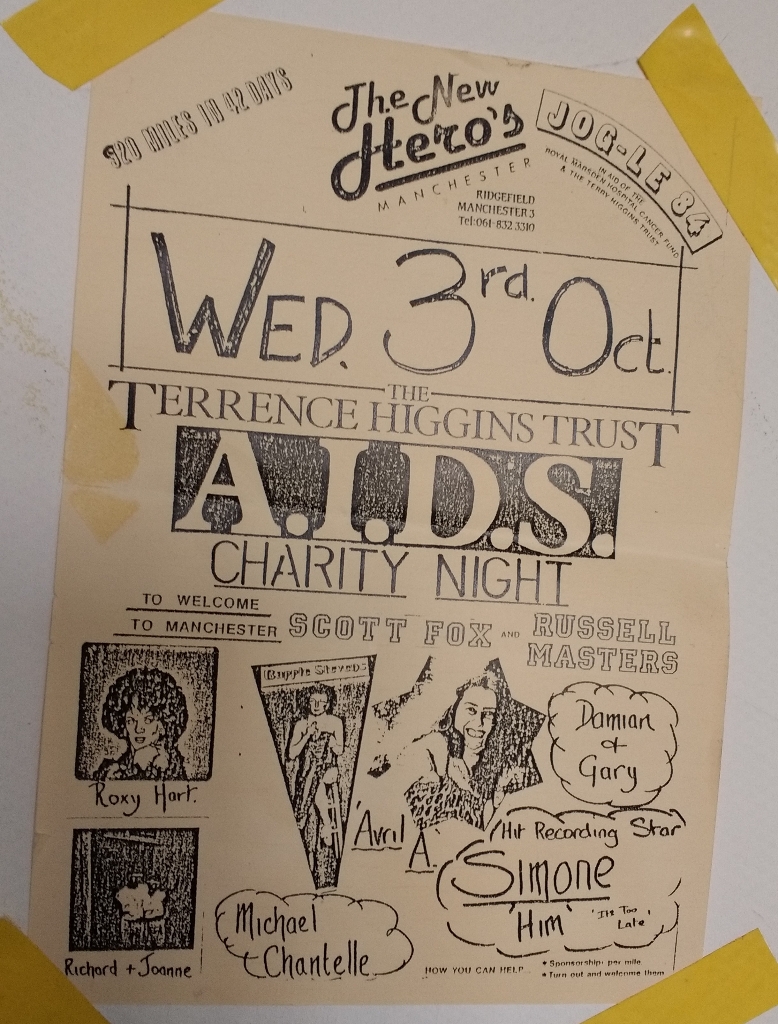 920 MILES IN 42 DAYS
The New
Hero's
MANCHESTER
RIDGEFIELD
MANCHESTER 3
Tel:061-832 3310
JOG-LE 84
IN AID OF THE
ROYAL MARSDEN HOSPITAL CANCER FUND
& THE TERRY HIGGINS TRUST
WED. 3rd. Oct.
THE
TERRENCE HIGGINS TRUST
A.I.D.S.
CHARITY NIGHT
TO WELCOME
TO MANCHESTER SCOTT FOX AND RUSSELL
MASTERS
Roxy Hart.
'Avril
A'
Damian
+
Gary
Hit Recording Star
Simone
'Him' 'Its Too
Late'
Richard + Joanne
Michael
+ Chantelle
HOW YOU CAN HELP...
* Sponsorship: per mile
* Turn out and welcome them